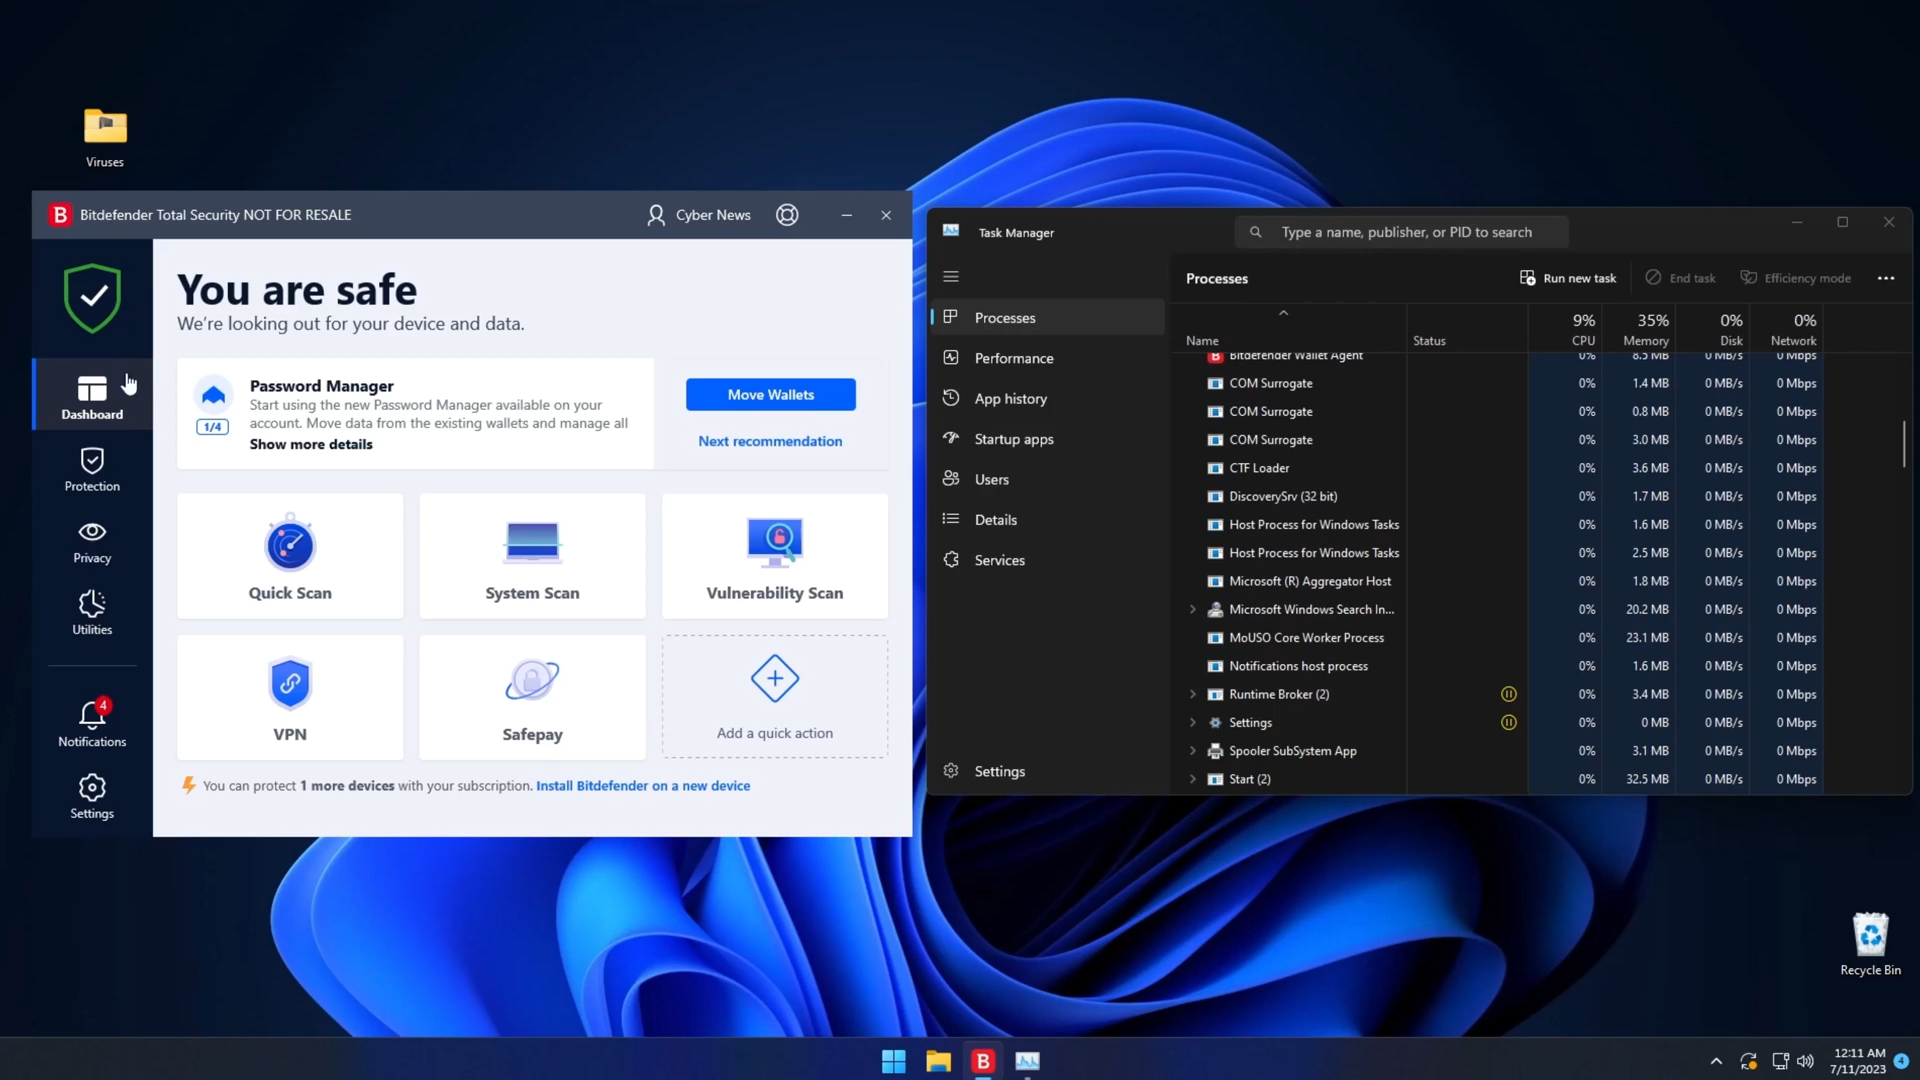 Viruses
B Bitdefender Total Security NOT FOR RESALE
Cyber News
You are safe
We're looking out for your device and data.
Dashboard
Protection
Privacy
Utilities
4
Notifications
Settings
1/4
Password Manager
Start using the new Password Manager available on your
account. Move data from the existing wallets and manage all
Show more details
Move Wallets
Next recommendation
Quick Scan
System Scan
Vulnerability Scan
VPN
Safepay
Add a quick action
You can protect 1 more devices with your subscription. Install Bitdefender on a new device
Task Manager
Type a name, publisher, or PID to search
Processes
Performance
App history
Startup apps
Users
Details
Services
Settings
Processes
Run new task
End task
Efficiency mode
9% 35% 0% 0%
Name Status CPU Memory Disk Network
B Bitdefender Wallet Agent 0% 8.5 MB 0 MB/s 0 Mbps
COM Surrogate 0% 1.4 MB 0 MB/s 0 Mbps
COM Surrogate 0% 0.8 MB 0 MB/s 0 Mbps
COM Surrogate 0% 3.0 MB 0 MB/s 0 Mbps
CTF Loader 0% 3.6 MB 0 MB/s 0 Mbps
DiscoverySrv (32 bit) 0% 1.7 MB 0 MB/s 0 Mbps
Host Process for Windows Tasks 0% 1.6 MB 0 MB/s 0 Mbps
Host Process for Windows Tasks 0% 2.5 MB 0 MB/s 0 Mbps
Microsoft (R) Aggregator Host 0% 1.8 MB 0 MB/s 0 Mbps
Microsoft Windows Search In... 0% 20.2 MB 0 MB/s 0 Mbps
MoUSO Core Worker Process 0% 23.1 MB 0 MB/s 0 Mbps
Notifications host process 0% 1.6 MB 0 MB/s 0 Mbps
Runtime Broker (2) 0% 3.4 MB 0 MB/s 0 Mbps
Settings 0% 0 MB 0 MB/s 0 Mbps
Spooler SubSystem App 0% 3.1 MB 0 MB/s 0 Mbps
Start (2) 0% 32.5 MB 0 MB/s 0 Mbps
Recycle Bin
B
12:11 AM
7/11/2023
4